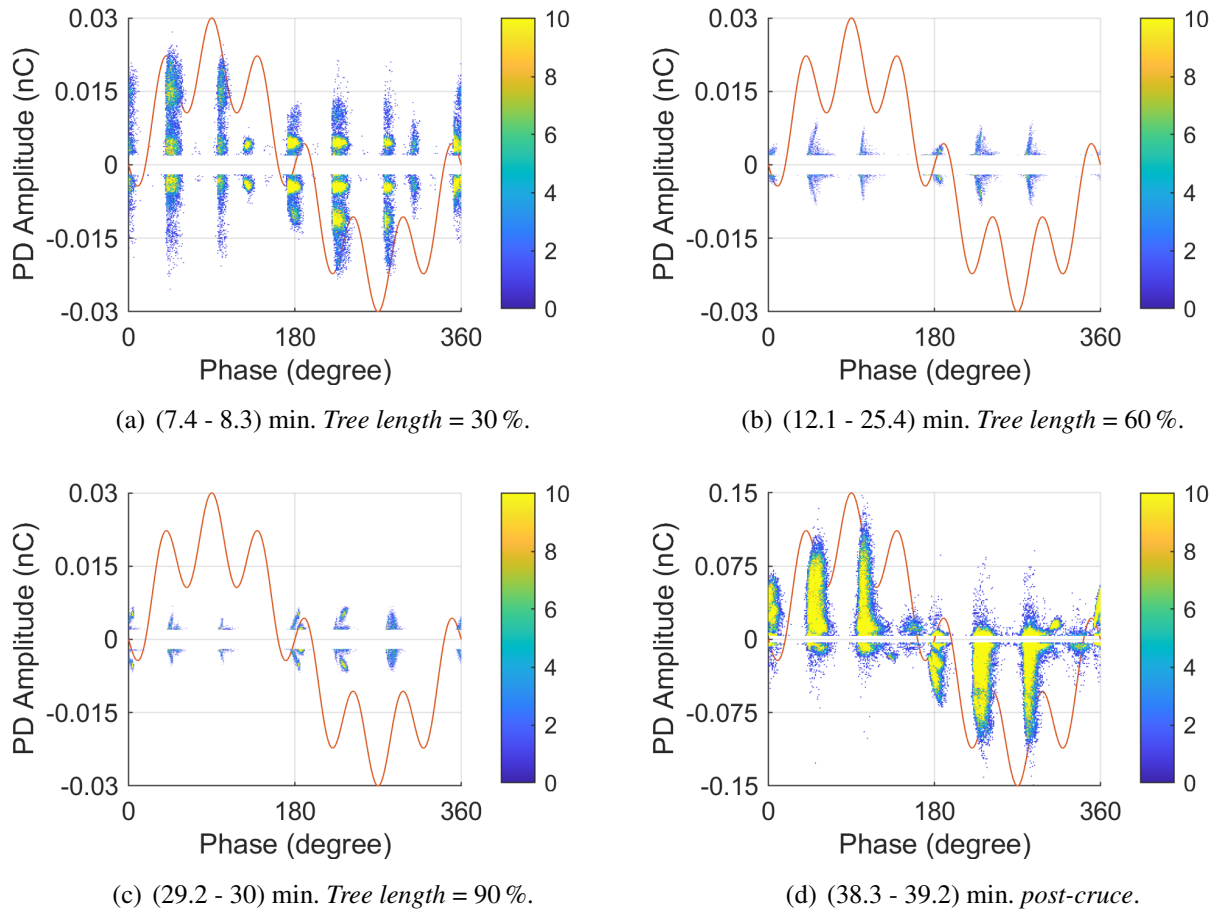 PD Amplitude (nC)
0.03
0.015
0
-0.015
-0.03
0 180 360
Phase (degree)
10
8
6
4
2
0
(a) (7.4 - 8.3) min. Tree length = 30 %.
PD Amplitude (nC)
0.03
0.015
0
-0.015
-0.03
0 180 360
Phase (degree)
10
8
6
4
2
0
(b) (12.1 - 25.4) min. Tree length = 60 %.
PD Amplitude (nC)
0.03
0.015
0
-0.015
-0.03
0 180 360
Phase (degree)
10
8
6
4
2
0
(c) (29.2 - 30) min. Tree length = 90 %.
PD Amplitude (nC)
0.15
0.075
0
-0.075
-0.15
0 180 360
Phase (degree)
10
8
6
4
2
0
(d) (38.3 - 39.2) min. post-cruce.